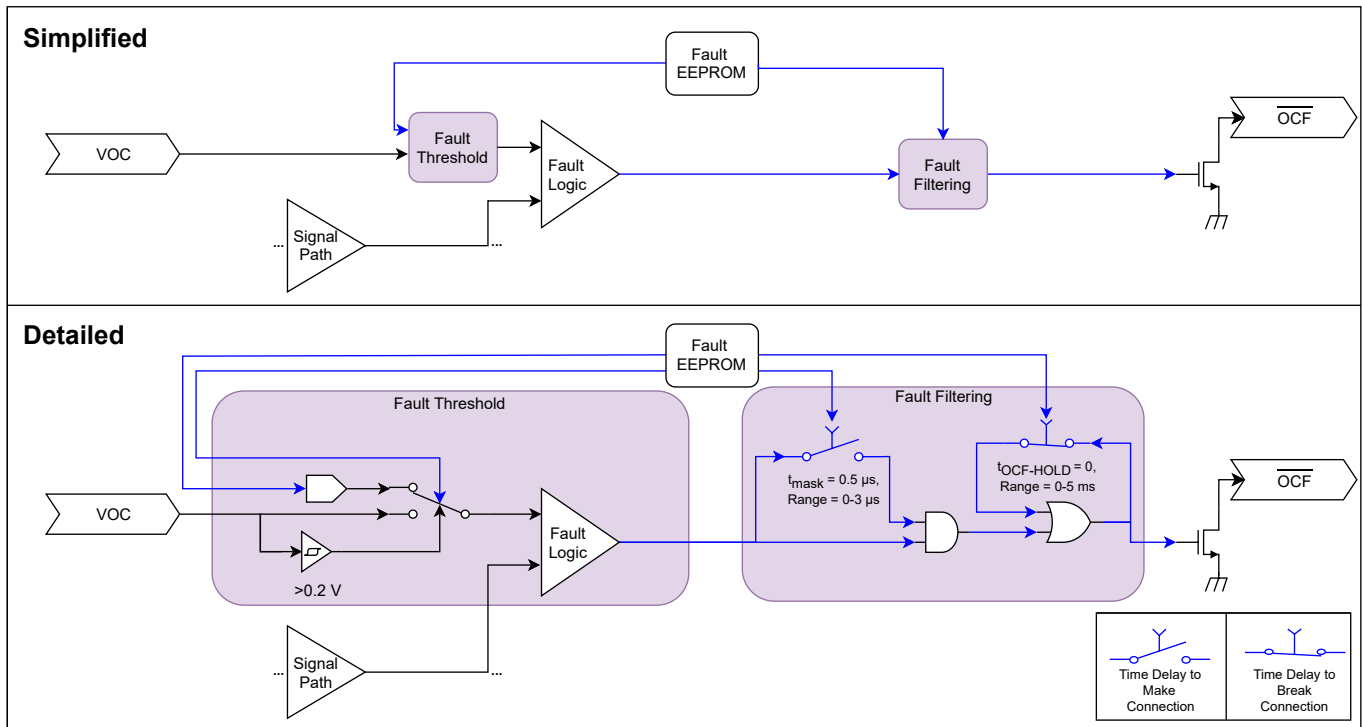 Simplified
Fault
EEPROM
OCF
VOC
Fault
Threshold
Fault
Logic
Fault
Filtering
Signal
Path
...
...
Detailed
Fault
EEPROM
Fault Threshold
Fault Filtering
tmask = 0.5 µs,
Range = 0-3 µs
tOCF-HOLD = 0,
Range = 0-5 ms
OCF
VOC
Fault
Logic
>0.2 V
Signal
Path
...
...
Time Delay to
Make
Connection
Time Delay to
Break
Connection